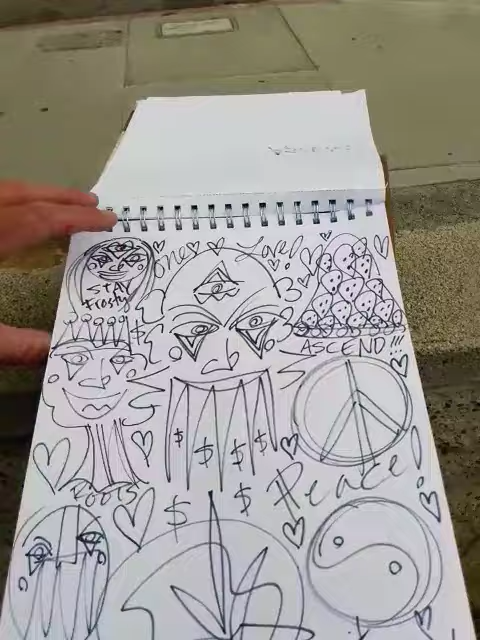 One Love!
STAY
frosty
$
ASCEND!!!
$ $ $ $
Peace!
ROOTS
$ $